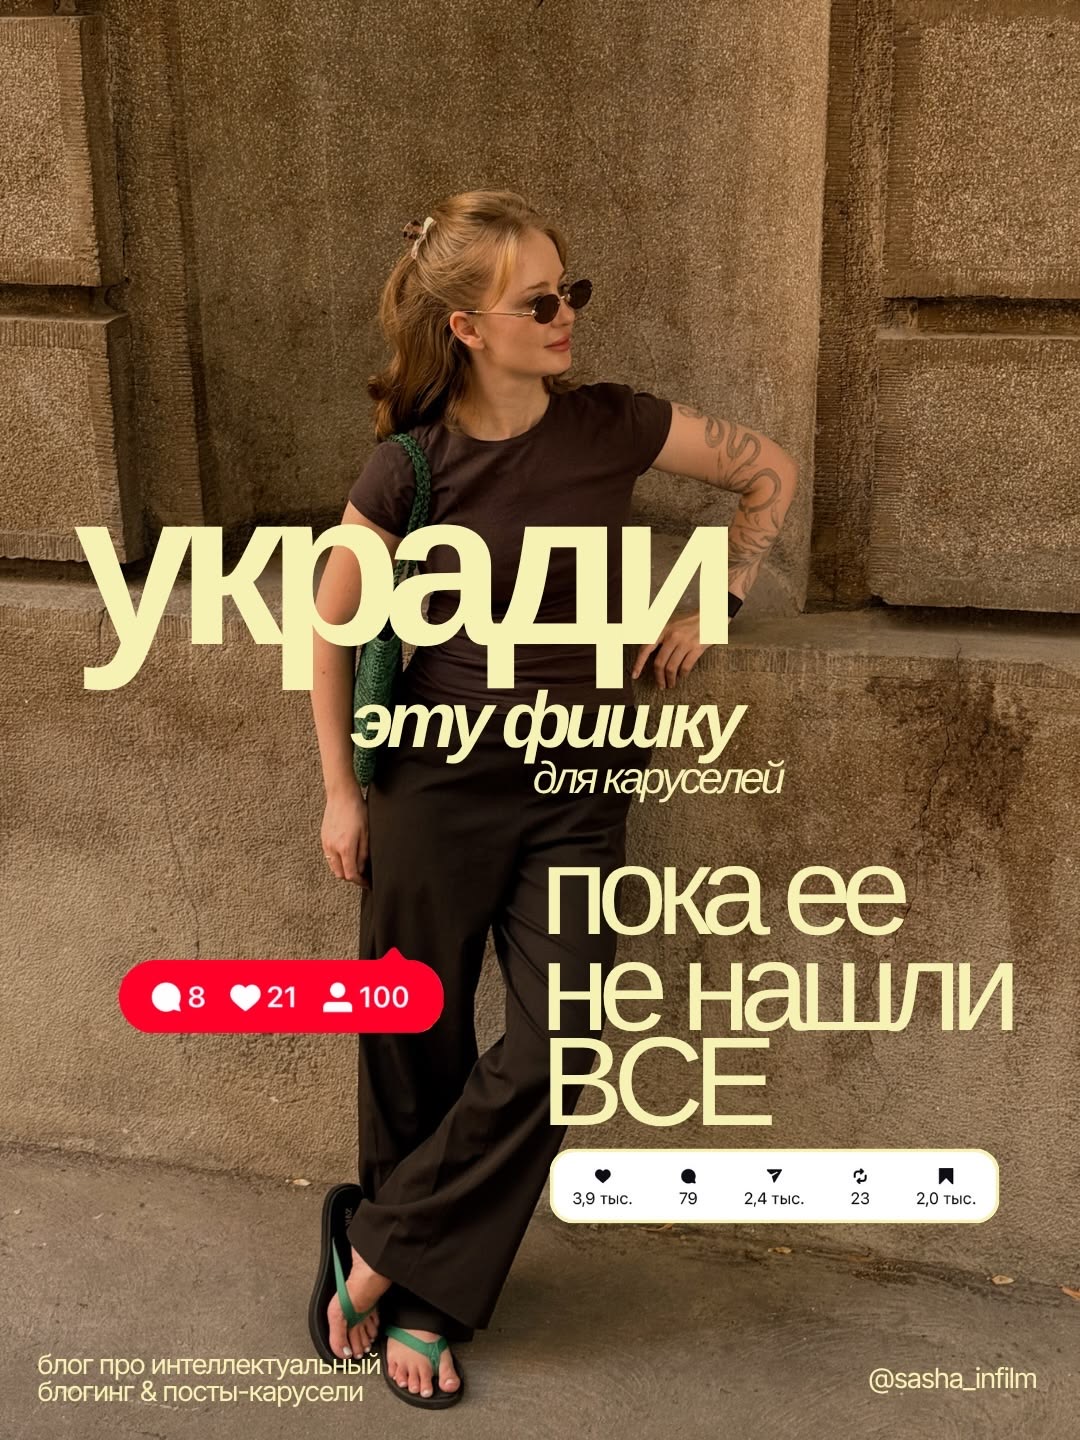 укради
эту фишку
для каруселей
пока ее
не нашли
ВСЕ
8 21 100
3,9 тыс. 79 2,4 тыс. 23 2,0 тыс.
блог про интеллектуальный
блогинг & посты-карусели
@sasha_infilm